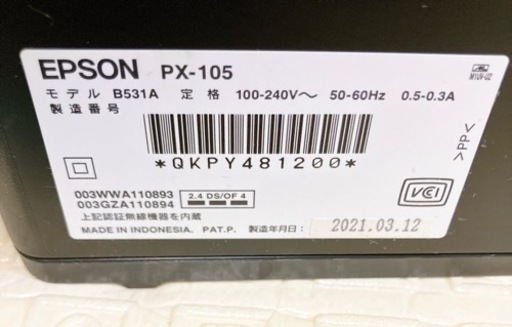 EPSON PX-105
モデル B531A 定格 100-240V～ 50-60Hz 0.5-0.3A
製造番号
*QKPY481200*
>PP<
003WWA110893
003GZA110894
2.4 DS/OF 4
上記認証無線機器を内蔵
VCI
MADE IN INDONESIA. PAT.P. 製造年月日: 2021.03.12